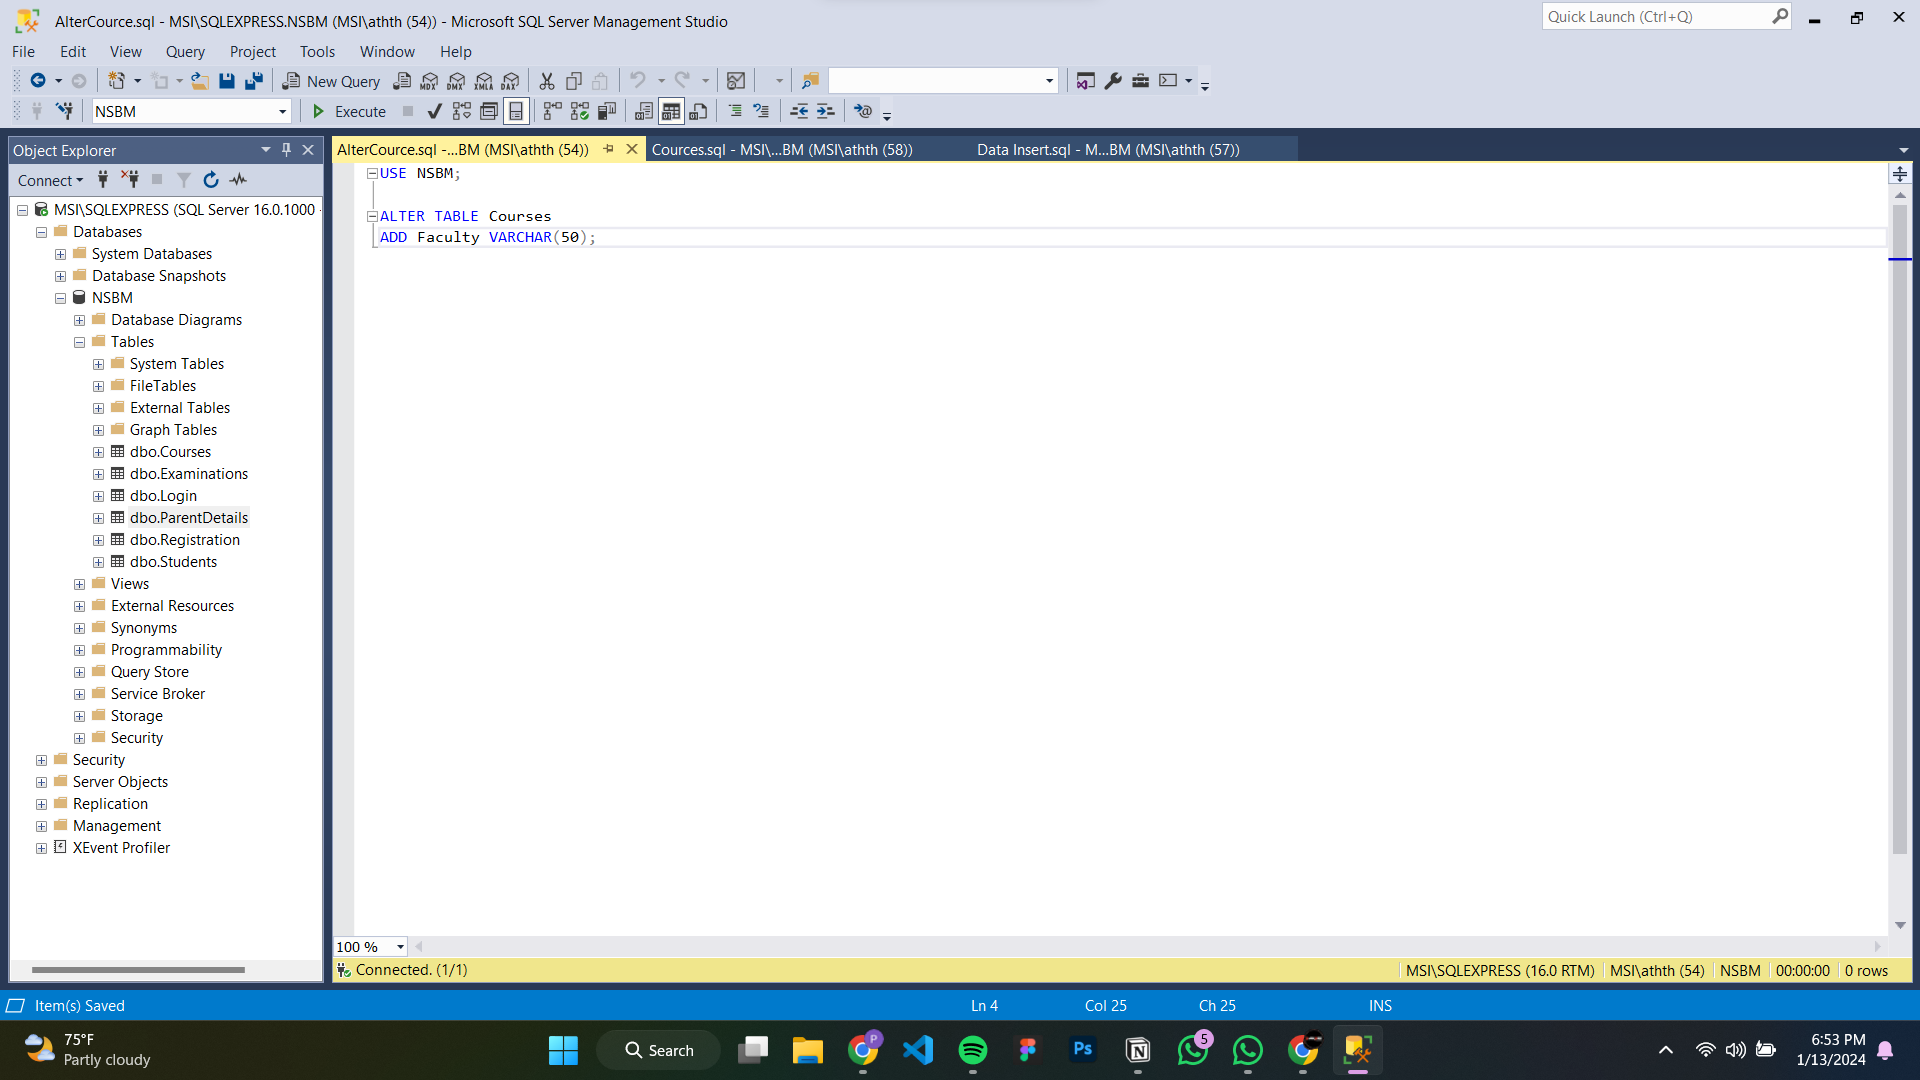 AlterCource.sql - MSI\SQLEXPRESS.NSBM (MSI\athth (54)) - Microsoft SQL Server Management Studio
Quick Launch (Ctrl+Q)
File Edit View Query Project Tools Window Help
New Query MDX DMX XMLA DAX
NSBM Execute
Object Explorer
AlterCource.sql -...BM (MSI\athth (54)) Cources.sql - MSI\...BM (MSI\athth (58)) Data Insert.sql - M...BM (MSI\athth (57))
Connect
USE NSBM;
ALTER TABLE Courses
ADD Faculty VARCHAR(50);
MSI\SQLEXPRESS (SQL Server 16.0.1000 -
Databases
System Databases
Database Snapshots
NSBM
Database Diagrams
Tables
System Tables
FileTables
External Tables
Graph Tables
dbo.Courses
dbo.Examinations
dbo.Login
dbo.ParentDetails
dbo.Registration
dbo.Students
Views
External Resources
Synonyms
Programmability
Query Store
Service Broker
Storage
Security
Security
Server Objects
Replication
Management
XEvent Profiler
100 %
Connected. (1/1) MSI\SQLEXPRESS (16.0 RTM) MSI\athth (54) NSBM 00:00:00 0 rows
Item(s) Saved Ln 4 Col 25 Ch 25 INS
75°F
Partly cloudy
Search
P
Ps
5
6:53 PM
1/13/2024